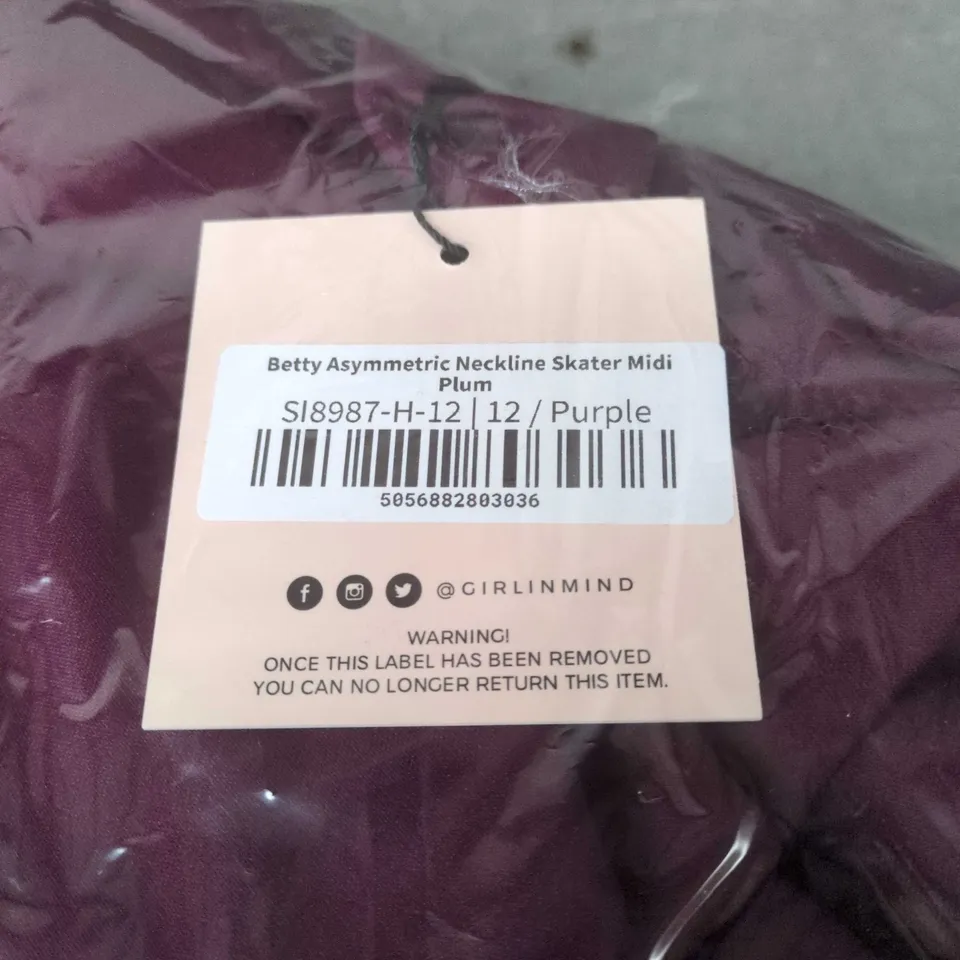 Betty Asymmetric Neckline Skater Midi
Plum
SI8987-H-12 | 12 / Purple
5056882803036
@GIRLINMIND
WARNING!
ONCE THIS LABEL HAS BEEN REMOVED
YOU CAN NO LONGER RETURN THIS ITEM.